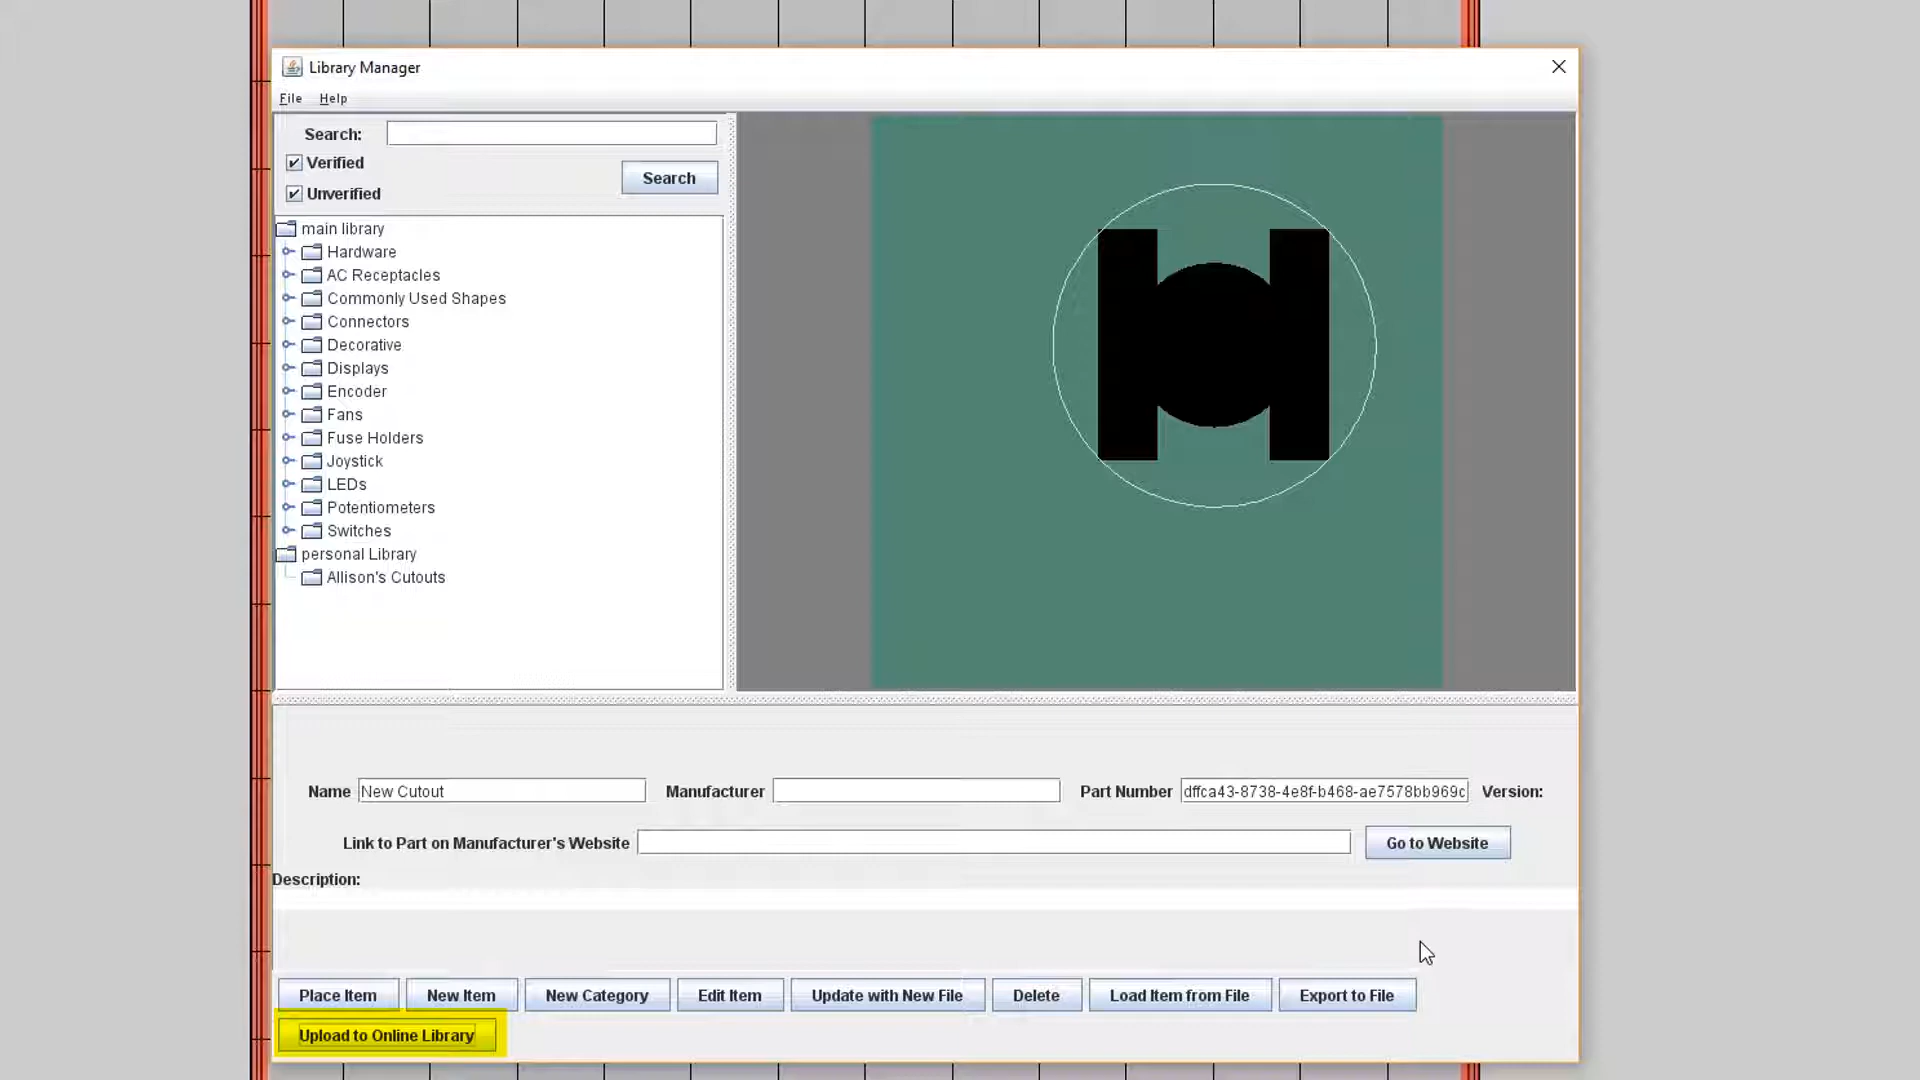 Library Manager
File Help
Search:
Verified
Search
Unverified
main library
Hardware
AC Receptacles
Commonly Used Shapes
Connectors
Decorative
Displays
Encoder
Fans
Fuse Holders
Joystick
LEDs
Potentiometers
Switches
personal Library
Allison's Cutouts
Name New Cutout Manufacturer Part Number dffca43-8738-4e8f-b468-ae7578bb969c Version:
Link to Part on Manufacturer's Website Go to Website
Description:
Place Item New Item New Category Edit Item Update with New File Delete Load Item from File Export to File
Upload to Online Library